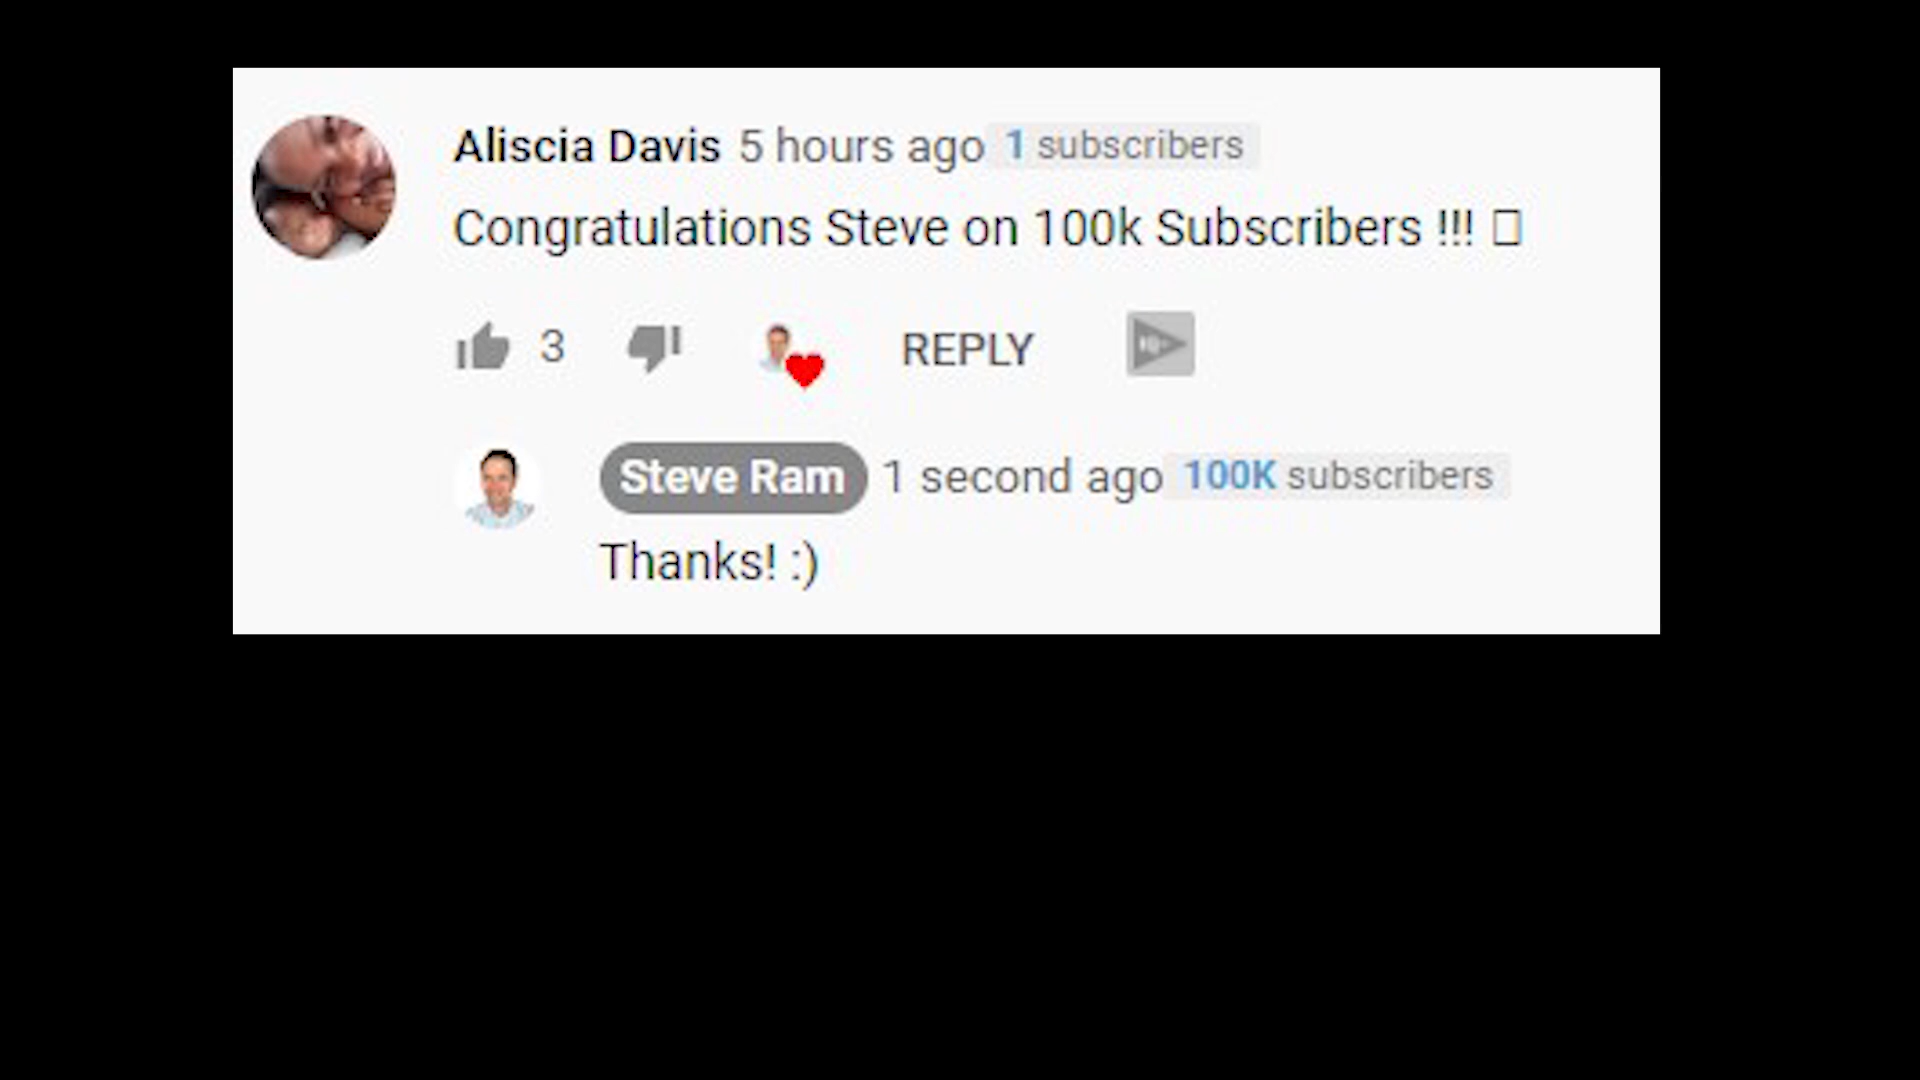 Aliscia Davis 5 hours ago 1 subscribers
Congratulations Steve on 100k Subscribers !!! □
3 REPLY
Steve Ram 1 second ago 100K subscribers
Thanks! :)